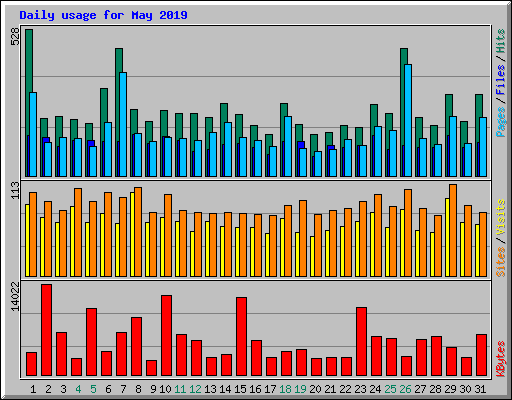 Daily usage for May 2019
528
Pages / Files / Hits
113
Sites / Visits
14022
KBytes
1 2 3 4 5 6 7 8 9 10 11 12 13 14 15 16 17 18 19 20 21 22 23 24 25 26 27 28 29 30 31